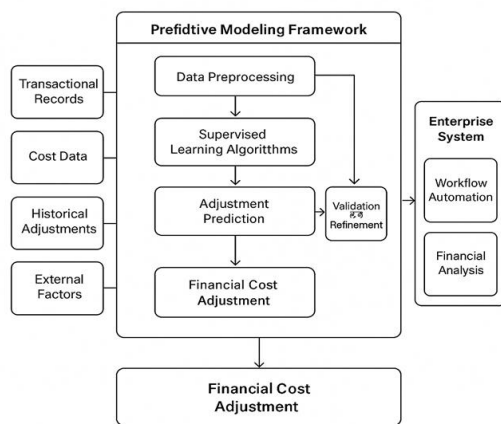 Prefidtive Modeling Framework
Transactional
Records
Cost Data
Historical
Adjustments
External
Factors
Data Preprocessing
Supervised
Learning Algoritthms
Adjustment
Prediction
Validation
Refinement
Financial Cost
Adjustment
Enterprise
System
Workflow
Automation
Financial
Analysis
Financial Cost
Adjustment